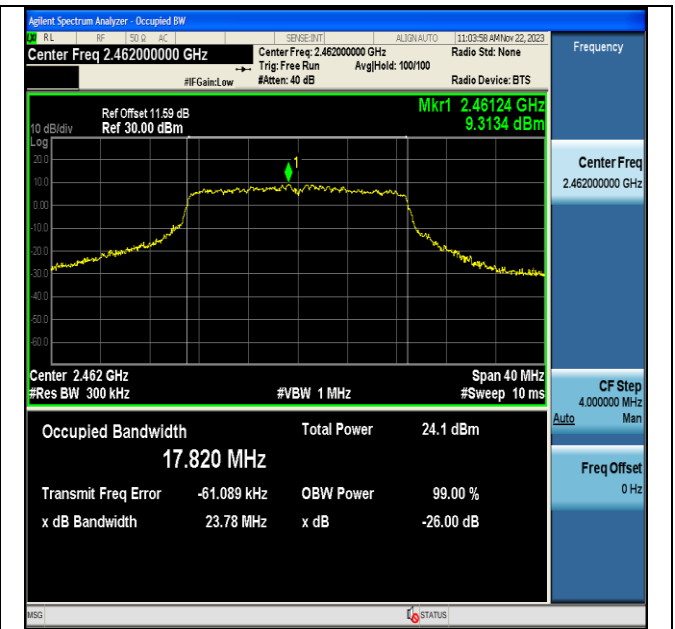 Agilent Spectrum Analyzer - Occupied BW
LXI RL RF 50 Ω AC SENSE:INT ALIGN AUTO 11:03:58 AM Nov 22, 2023
Center Freq 2.462000000 GHz Center Freq: 2.462000000 GHz Radio Std: None Frequency
Trig: Free Run Avg|Hold: 100/100
#IFGain:Low #Atten: 40 dB Radio Device: BTS
Ref Offset 11.59 dB Mkr1 2.46124 GHz
10 dB/div Ref 30.00 dBm 9.3134 dBm
Log
20.0
10.0
0.00
-10.0
-20.0
-30.0
-40.0
-50.0
-60.0
1
Center Freq
2.462000000 GHz
Center 2.462 GHz Span 40 MHz
#Res BW 300 kHz #VBW 1 MHz #Sweep 10 ms
CF Step
4.000000 MHz
Auto Man
Occupied Bandwidth Total Power 24.1 dBm
17.820 MHz
Freq Offset
0 Hz
Transmit Freq Error -61.089 kHz OBW Power 99.00 %
x dB Bandwidth 23.78 MHz x dB -26.00 dB
MSG STATUS